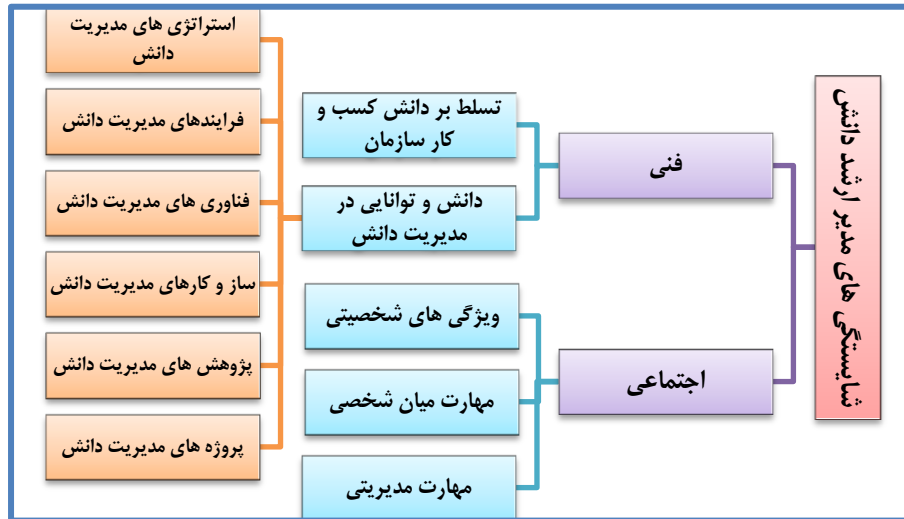 شایستگی های مدیر ارشد دانش
فنی
تسلط بر دانش کسب و
کار سازمان
دانش و توانایی در
مدیریت دانش
استراتژی های مدیریت
دانش
فرایندهای مدیریت دانش
فناوری های مدیریت دانش
ساز و کارهای مدیریت دانش
پژوهش های مدیریت دانش
پروژه های مدیریت دانش
اجتماعی
ویژگی های شخصیتی
مهارت میان شخصی
مهارت مدیریتی